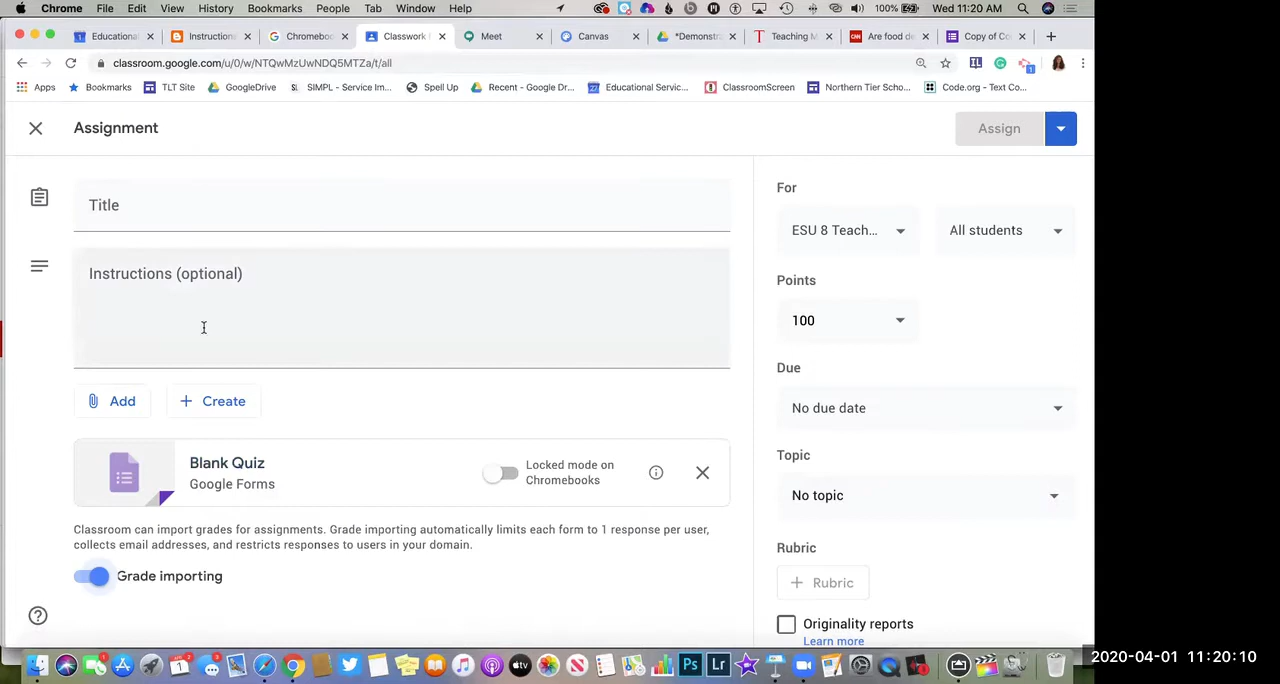 Chrome File Edit View History Bookmarks People Tab Window Help 100% Wed 11:20 AM
Educational Instruction: Chromeboo Classwork Meet Canvas *Demonstra Teaching M Are food de Copy of Co
classroom.google.com/u/0/w/NTQwMzUwNDQ5MTZa/t/all
Apps Bookmarks TLT Site GoogleDrive SIMPL - Service Im... Spell Up Recent - Google Dr... Educational Servic... ClassroomScreen Northern Tier Scho... Code.org - Text Co...
Assignment
Assign
Title
Instructions (optional)
Add
Create
Blank Quiz
Google Forms
Locked mode on
Chromebooks
Classroom can import grades for assignments. Grade importing automatically limits each form to 1 response per user,
collects email addresses, and restricts responses to users in your domain.
Grade importing
For
ESU 8 Teach...
All students
Points
100
Due
No due date
Topic
No topic
Rubric
Rubric
Originality reports
Learn more
2020-04-01 11:20:10